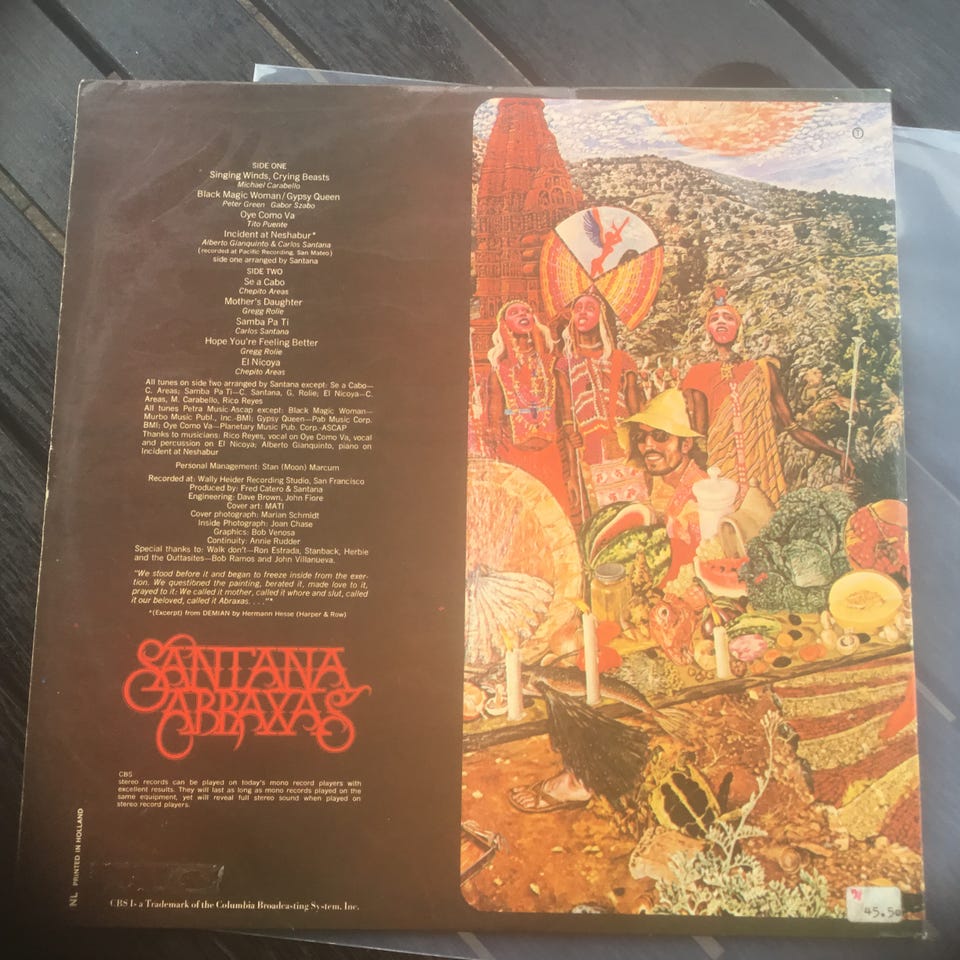 SIDE ONE
Singing Winds, Crying Beasts
Michael Carabello
Black Magic Woman/Gypsy Queen
Peter Green Gabor Szabo
Oye Como Va
Tito Puente
Incident at Neshabur*
Alberto Gianquinto & Carlos Santana
(recorded at Pacific Recording, San Mateo)
side one arranged by Santana
SIDE TWO
Se a Cabo
Chepito Areas
Mother's Daughter
Gregg Rolie
Samba Pa Ti
Carlos Santana
Hope You're Feeling Better
Gregg Rolie
El Nicoya
Chepito Areas
All tunes on side two arranged by Santana except: Se a Cabo—
C. Areas; Samba Pa Ti—C. Santana, G. Rolie; El Nicoya—C.
Areas, M. Carabello, Rico Reyes
All tunes Petra Music-Ascap except: Black Magic Woman—
Murbo Music Publ., Inc.-BMI; Gypsy Queen—Pab Music Corp.
BMI; Oye Como Va—Planetary Music Pub. Corp.-ASCAP
Thanks to musicians: Rico Reyes, vocal on Oye Como Va, vocal
and percussion on El Nicoya; Alberto Gianquinto, piano on
Incident at Neshabur
Personal Management: Stan (Moon) Marcum
Recorded at: Wally Heider Recording Studio, San Francisco
Produced by: Fred Catero & Santana
Engineering: Dave Brown, John Fiore
Cover art: MATI
Cover photograph: Marian Schmidt
Inside Photograph: Joan Chase
Graphics: Bob Venosa
Continuity: Annie Rudder
Special thanks to: Walk don't—Ron Estrada, Stanback, Herbie
and the Outtasites—Bob Ramos and John Villanueva.
"We stood before it and began to freeze inside from the exer-
tion. We questioned the painting, berated it, made love to it,
prayed to it: We called it mother, called it whore and slut, called
it our beloved, called it Abraxas. . . ."*
*(Excerpt) from DEMIAN by Hermann Hesse (Harper & Row)
SANTANA
ABRAXAS
CBS
stereo records can be played on today's mono record players with
excellent results. They will last as long as mono records played on the
same equipment, yet will reveal full stereo sound when played on
stereo record players.
NL PRINTED IN HOLLAND
CBS is a Trademark of the Columbia Broadcasting System, Inc.
T
45.50